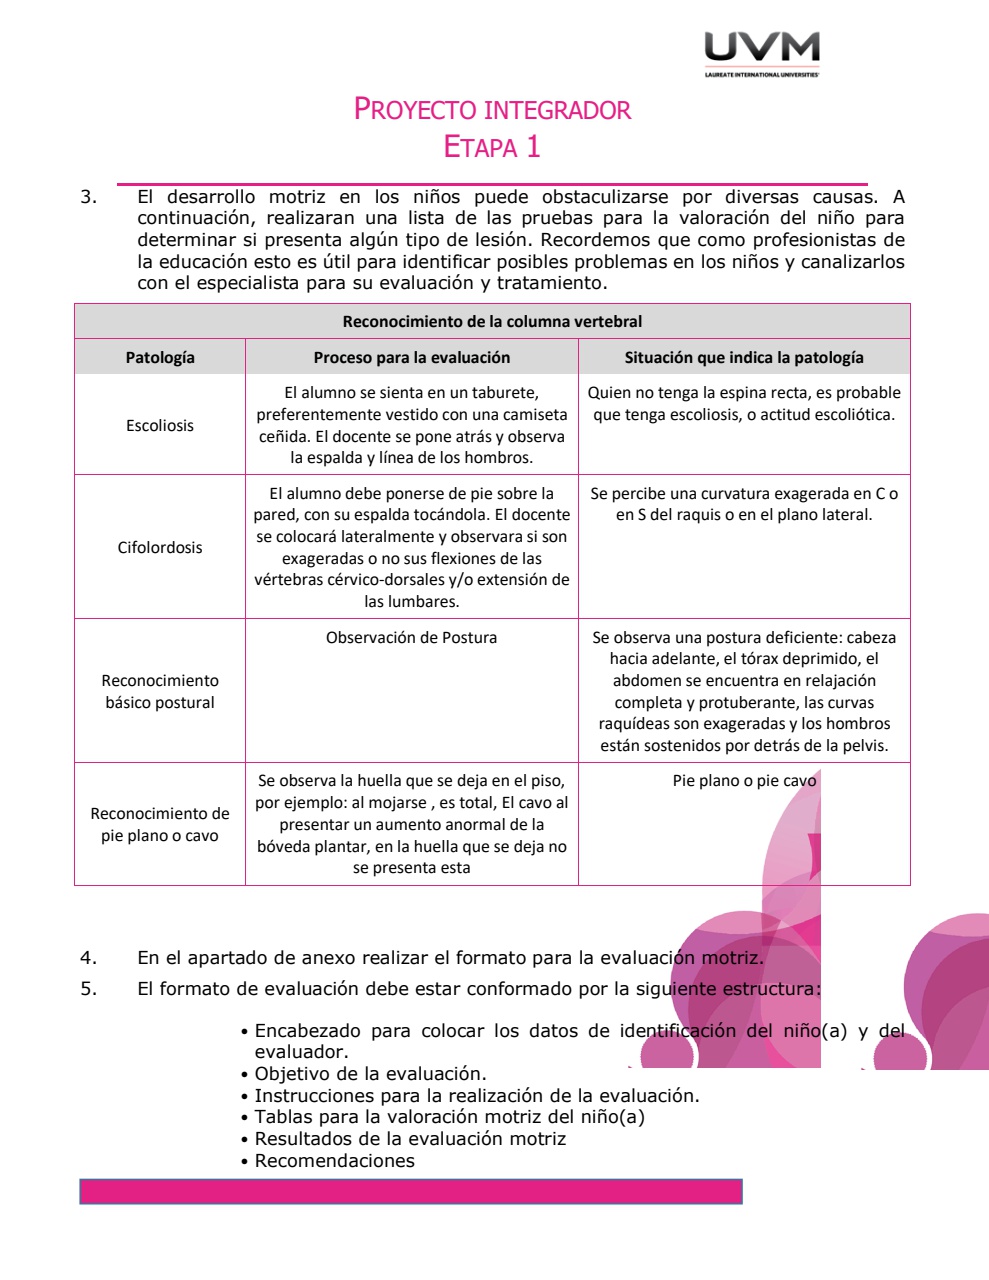 UVM
LAUREATE INTERNATIONAL UNIVERSITIES
PROYECTO INTEGRADOR
ETAPA 1
3. El desarrollo motriz en los niños puede obstaculizarse por diversas causas. A
continuación, realizaran una lista de las pruebas para la valoración del niño para
determinar si presenta algún tipo de lesión. Recordemos que como profesionistas de
la educación esto es útil para identificar posibles problemas en los niños y canalizarlos
con el especialista para su evaluación y tratamiento.
Reconocimiento de la columna vertebral
Patología
Proceso para la evaluación
Situación que indica la patología
Escoliosis
El alumno se sienta en un taburete,
preferentemente vestido con una camiseta
ceñida. El docente se pone atrás y observa
la espalda y línea de los hombros.
Quien no tenga la espina recta, es probable
que tenga escoliosis, o actitud escoliótica.
Cifolordosis
El alumno debe ponerse de pie sobre la
pared, con su espalda tocándola. El docente
se colocará lateralmente y observara si son
exageradas o no sus flexiones de las
vértebras cérvico-dorsales y/o extensión de
las lumbares.
Se percibe una curvatura exagerada en C o
en S del raquis o en el plano lateral.
Reconocimiento
básico postural
Observación de Postura
Se observa una postura deficiente: cabeza
hacia adelante, el tórax deprimido, el
abdomen se encuentra en relajación
completa y protuberante, las curvas
raquídeas son exageradas y los hombros
están sostenidos por detrás de la pelvis.
Reconocimiento de
pie plano o cavo
Se observa la huella que se deja en el piso,
por ejemplo: al mojarse , es total, El cavo al
presentar un aumento anormal de la
bóveda plantar, en la huella que se deja no
se presenta esta
Pie plano o pie cavo
4. En el apartado de anexo realizar el formato para la evaluación motriz.
5. El formato de evaluación debe estar conformado por la siguiente estructura:
• Encabezado para colocar los datos de identificación del niño(a) y del
evaluador.
• Objetivo de la evaluación.
• Instrucciones para la realización de la evaluación.
• Tablas para la valoración motriz del niño(a)
• Resultados de la evaluación motriz
• Recomendaciones